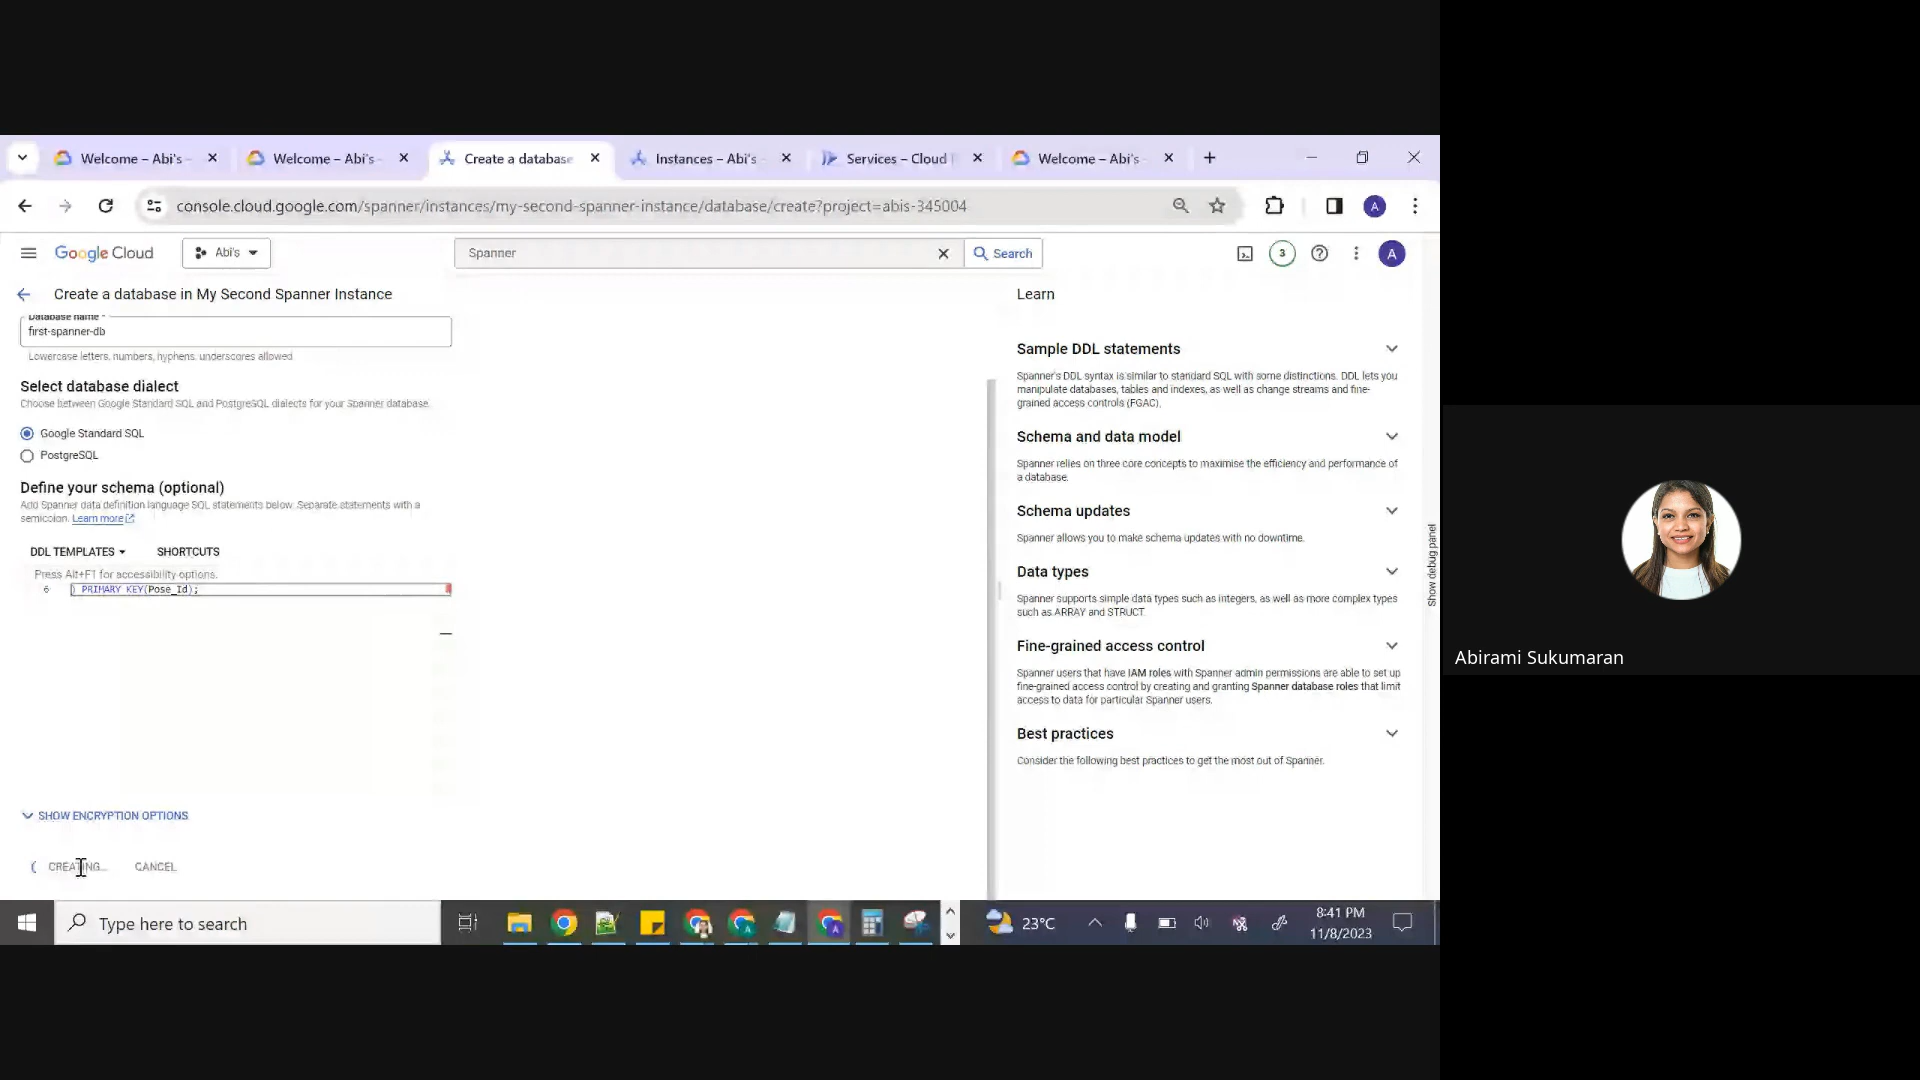 Welcome – Abi's -
Welcome – Abi's -
Create a database
Instances – Abi's
Services – Cloud
Welcome – Abi's
console.cloud.google.com/spanner/instances/my-second-spanner-instance/database/create?project=abis-345004
A
Google Cloud
Abi's
Spanner
Search
3
A
Create a database in My Second Spanner Instance
Database name *
first-spanner-db
Lowercase letters, numbers, hyphens, underscores allowed
Select database dialect
Choose between Google Standard SQL and PostgreSQL dialects for your Spanner database.
Google Standard SQL
PostgreSQL
Define your schema (optional)
Add Spanner data definition language SQL statements below. Separate statements with a
semicolon. Learn more
DDL TEMPLATES
SHORTCUTS
Press Alt+F1 for accessibility options.
6 ) PRIMARY KEY(Pose_Id);
SHOW ENCRYPTION OPTIONS
CREATING...
CANCEL
Learn
Sample DDL statements
Spanner's DDL syntax is similar to standard SQL with some distinctions. DDL lets you
manipulate databases, tables and indexes, as well as change streams and fine-
grained access controls (FGAC).
Schema and data model
Spanner relies on three core concepts to maximise the efficiency and performance of
a database.
Schema updates
Spanner allows you to make schema updates with no downtime.
Data types
Spanner supports simple data types such as integers, as well as more complex types
such as ARRAY and STRUCT
Fine-grained access control
Spanner users that have IAM roles with Spanner admin permissions are able to set up
fine-grained access control by creating and granting Spanner database roles that limit
access to data for particular Spanner users.
Best practices
Consider the following best practices to get the most out of Spanner.
Show debug panel
Type here to search
23°C
8:41 PM
11/8/2023
Abirami Sukumaran